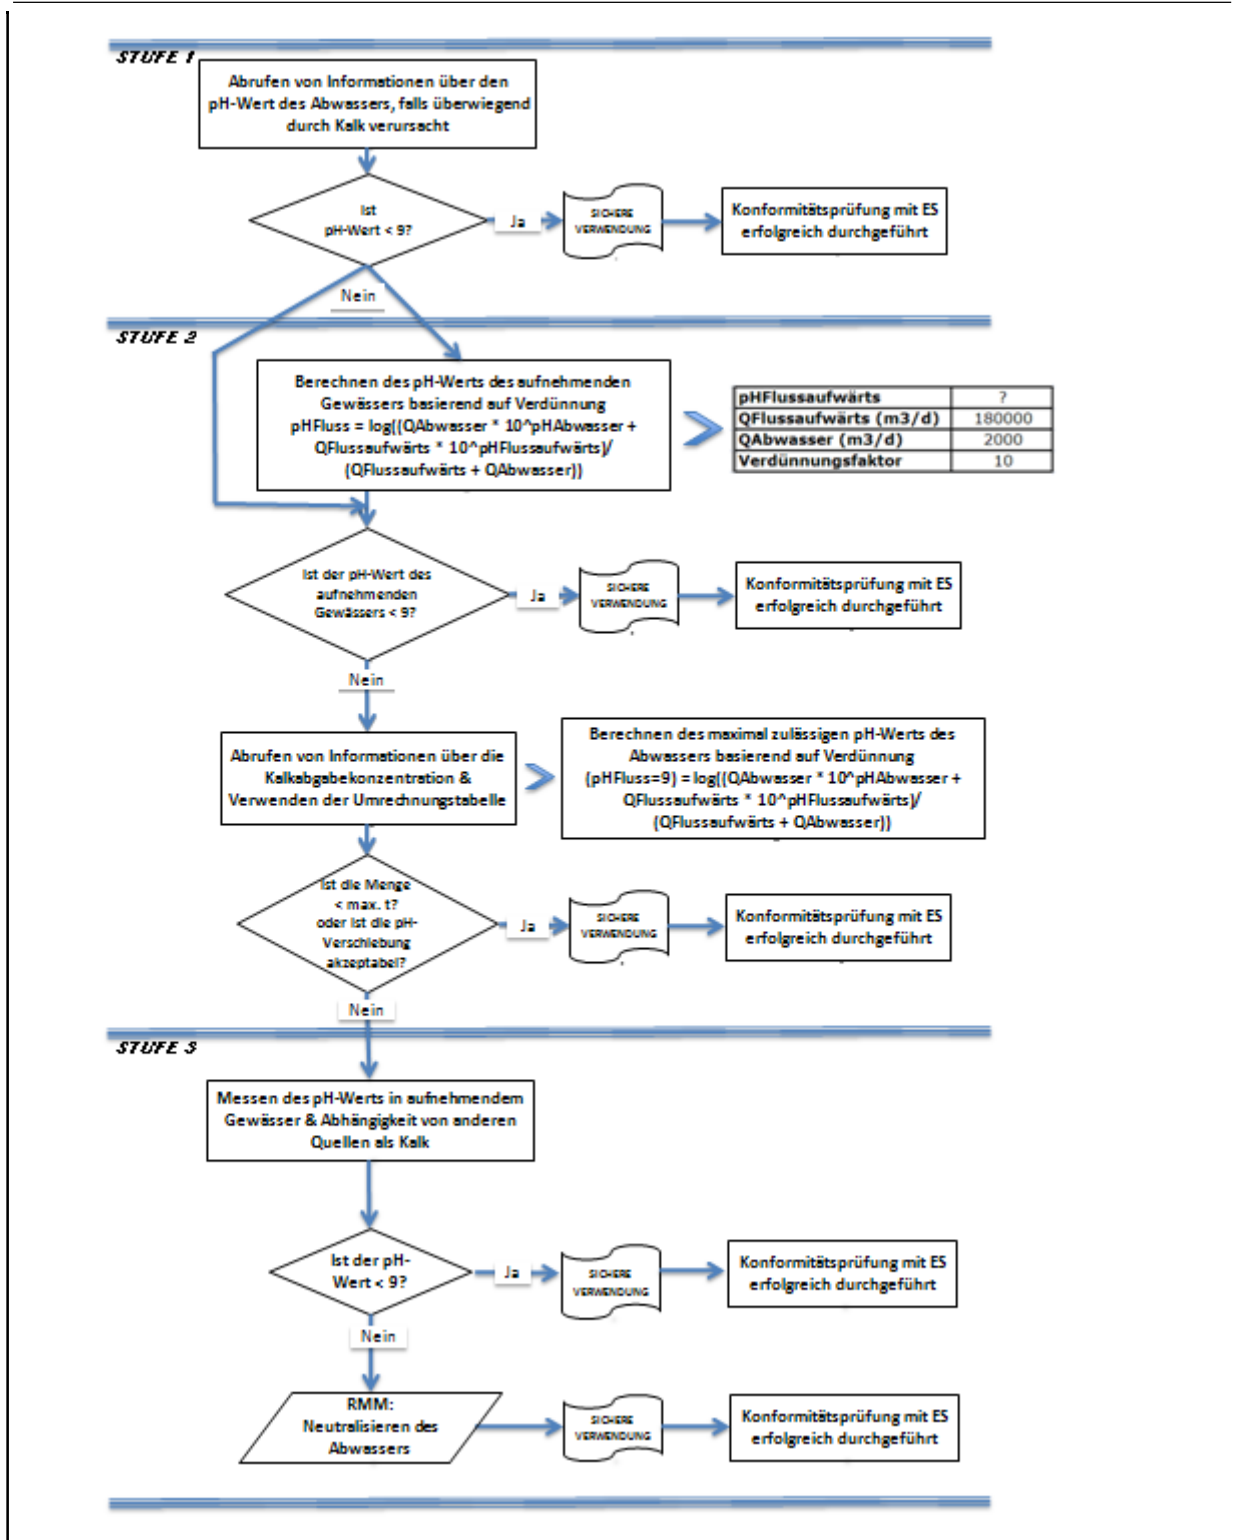 STUFE 1
Abrufen von Informationen über den
pH-Wert des Abwassers, falls überwiegend
durch Kalk verursacht
Ist
pH-Wert < 9?
Ja
SICHERE
VERWENDUNG
Konformitätsprüfung mit ES
erfolgreich durchgeführt
Nein
STUFE 2
Berechnen des pH-Werts des aufnehmenden
Gewässers basierend auf Verdünnung
pHFluss = log((QAbwasser * 10^pHAbwasser +
QFlussaufwärts * 10^pHFlussaufwärts)/
(QFlussaufwärts + QAbwasser))
pHFlussaufwärts ?
QFlussaufwärts (m3/d) 180000
QAbwasser (m3/d) 2000
Verdünnungsfaktor 10
Ist der pH-Wert des
aufnehmenden
Gewässers < 9?
Ja
SICHERE
VERWENDUNG
Konformitätsprüfung mit ES
erfolgreich durchgeführt
Nein
Abrufen von Informationen über die
Kalkabgabekonzentration &
Verwenden der Umrechnungstabelle
Berechnen des maximal zulässigen pH-Werts des
Abwassers basierend auf Verdünnung
(pHFluss=9) = log((QAbwasser * 10^pHAbwasser +
QFlussaufwärts * 10^pHFlussaufwärts)/
(QFlussaufwärts + QAbwasser))
Ist die Menge
< max. t?
oder ist die pH-
Verschiebung
akzeptabel?
Ja
SICHERE
VERWENDUNG
Konformitätsprüfung mit ES
erfolgreich durchgeführt
Nein
STUFE 3
Messen des pH-Werts in aufnehmendem
Gewässer & Abhängigkeit von anderen
Quellen als Kalk
Ist der pH-
Wert < 9?
Ja
SICHERE
VERWENDUNG
Konformitätsprüfung mit ES
erfolgreich durchgeführt
Nein
RMM:
Neutralisieren des
Abwassers
SICHERE
VERWENDUNG
Konformitätsprüfung mit ES
erfolgreich durchgeführt